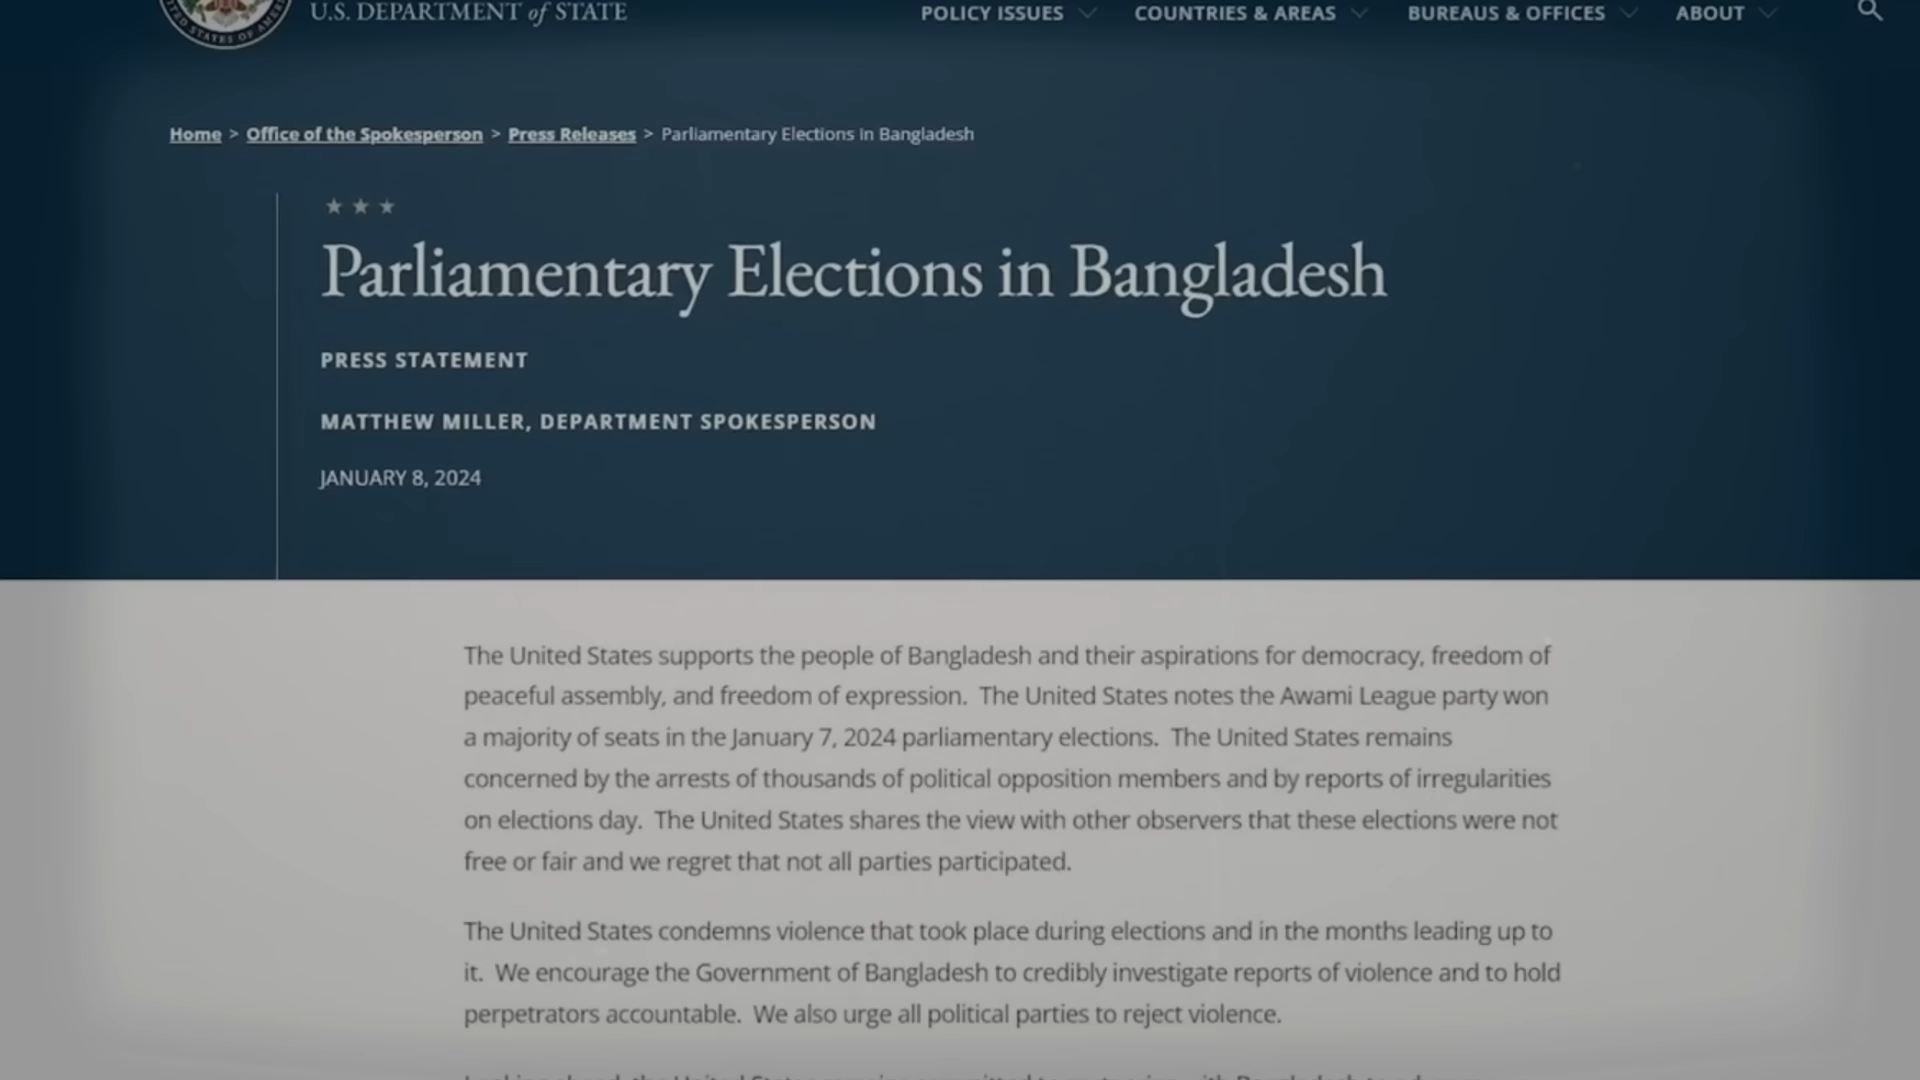 STATES OF AM
U.S. DEPARTMENT of STATE
POLICY ISSUES
COUNTRIES & AREAS
BUREAUS & OFFICES
ABOUT
Home > Office of the Spokesperson > Press Releases > Parliamentary Elections in Bangladesh
Parliamentary Elections in Bangladesh
PRESS STATEMENT
MATTHEW MILLER, DEPARTMENT SPOKESPERSON
JANUARY 8, 2024
The United States supports the people of Bangladesh and their aspirations for democracy, freedom of
peaceful assembly, and freedom of expression. The United States notes the Awami League party won
a majority of seats in the January 7, 2024 parliamentary elections. The United States remains
concerned by the arrests of thousands of political opposition members and by reports of irregularities
on elections day. The United States shares the view with other observers that these elections were not
free or fair and we regret that not all parties participated.
The United States condemns violence that took place during elections and in the months leading up to
it. We encourage the Government of Bangladesh to credibly investigate reports of violence and to hold
perpetrators accountable. We also urge all political parties to reject violence.